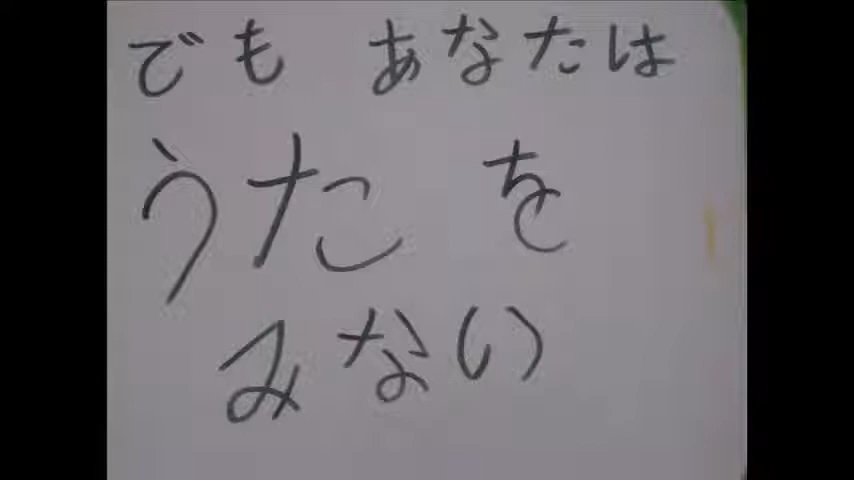 でも あなたは
うた を
みない